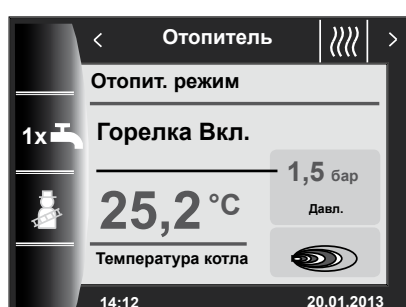 < Отопитель >
Отопит. режим
1x
Горелка Вкл.
1,5 бар
Давл.
25,2 °C
Температура котла
14:12 20.01.2013